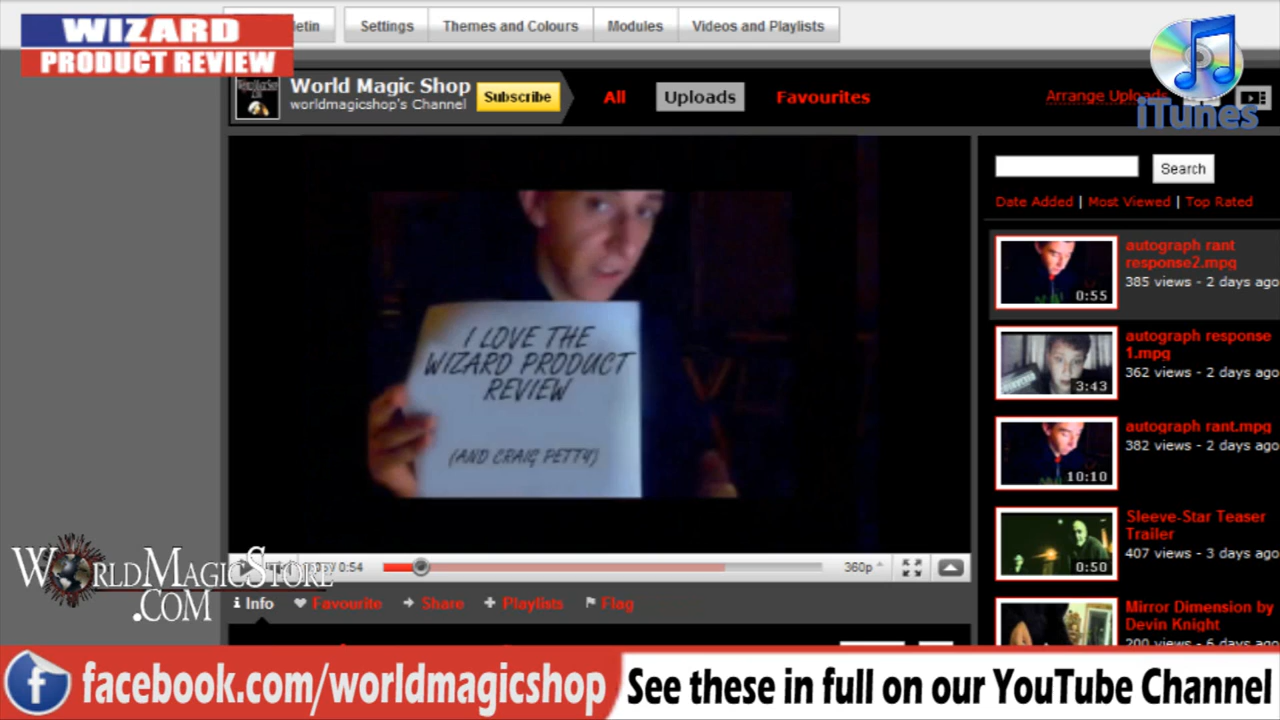 WIZARD
PRODUCT REVIEW
Settings
Themes and Colours
Modules
Videos and Playlists
iTunes
World Magic Shop
worldmagicshop's Channel
Subscribe
All
Uploads
Favourites
Arrange Uploads
Search
Date Added | Most Viewed | Top Rated
I LOVE THE
WIZARD PRODUCT
REVIEW
(AND CRAIG PETTY)
autograph rant
response2.mpg
385 views - 2 days ago
0:55
autograph response
1.mpg
362 views - 2 days ago
3:43
autograph rant.mpg
382 views - 2 days ago
10:10
Sleeve-Star Teaser
Trailer
407 views - 3 days ago
0:50
Mirror Dimension by
Devin Knight
200 views - 6 days ago
0:54
360p
WORLDMAGICSTORE
.COM
Info
Favourite
Share
Playlists
Flag
facebook.com/worldmagicshop
See these in full on our YouTube Channel